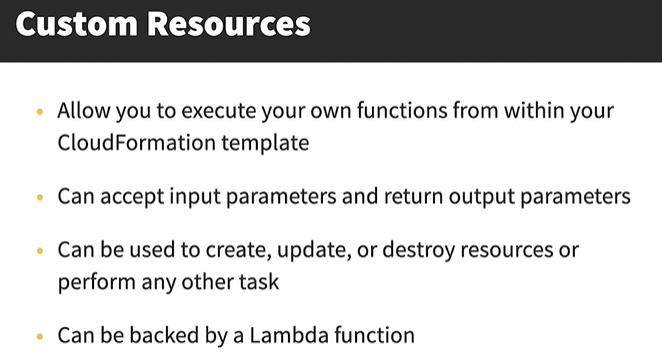 Custom Resources
• Allow you to execute your own functions from within your
CloudFormation template
• Can accept input parameters and return output parameters
• Can be used to create, update, or destroy resources or
perform any other task
• Can be backed by a Lambda function